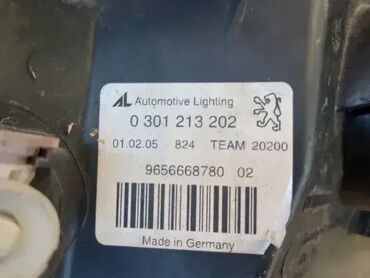 AL Automotive Lighting
0 301 213 202
01.02.05 824 TEAM 20200
9656668780 02
Made in Germany